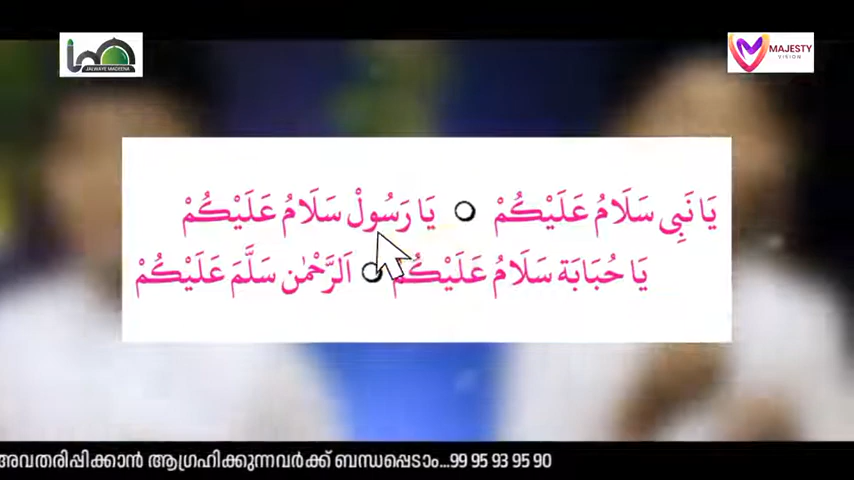 JALWAYE MADEENA
MAJESTY
VISION
يَا نَبِى سَلَامُ عَلَيْكُمْ ○ يَا رَسُولْ سَلَامُ عَلَيْكُمْ
يَا حُبَابَة سَلَامُ عَلَيْكُمْ ○ اَلرَّحْمٰن سَلَّمَ عَلَيْكُمْ
അവതരിപ്പിക്കാൻ ആഗ്രഹിക്കുന്നവർക്ക് ബന്ധപ്പെടാം...99 95 93 95 90